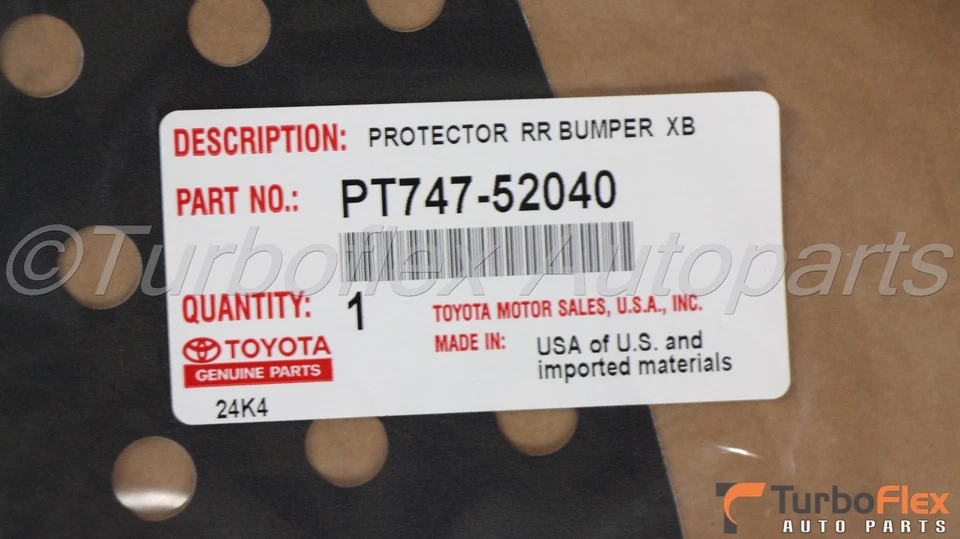 DESCRIPTION: PROTECTOR RR BUMPER XB
PART NO.: PT747-52040
©Turboflex Autoparts
QUANTITY: 1 TOYOTA MOTOR SALES, U.S.A., INC.
TOYOTA MADE IN: USA of U.S. and
GENUINE PARTS imported materials
24K4
TURBOFLEX
AUTO PARTS